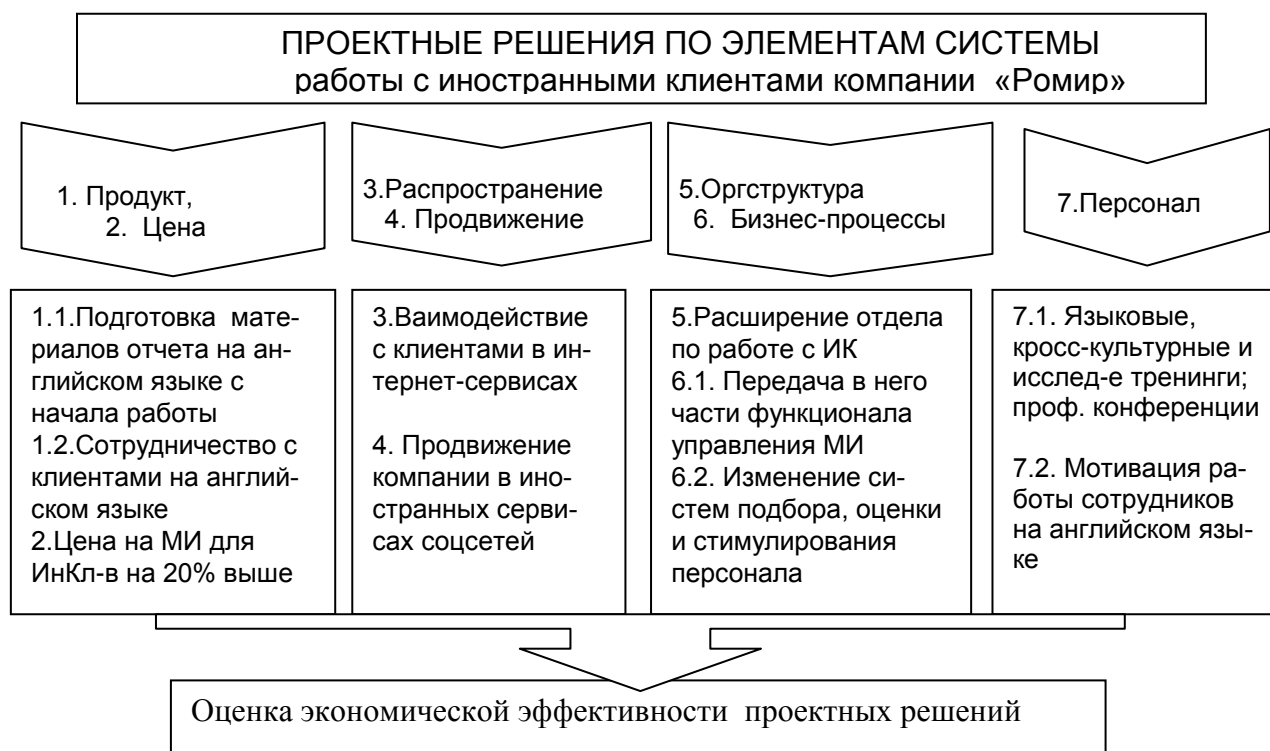 ПРОЕКТНЫЕ РЕШЕНИЯ ПО ЭЛЕМЕНТАМ СИСТЕМЫ
работы с иностранными клиентами компании «Ромир»
1. Продукт,
2. Цена
3.Распространение
4. Продвижение
5.Оргструктура
6. Бизнес-процессы
7.Персонал
1.1.Подготовка мате-
риалов отчета на ан-
глийском языке с
начала работы
1.2.Сотрудничество с
клиентами на англий-
ском языке
2.Цена на МИ для
ИнКл-в на 20% выше
3.Ваимодействие
с клиентами в ин-
тернет-сервисах
4. Продвижение
компании в ино-
странных серви-
сах соцсетей
5.Расширение отдела
по работе с ИК
6.1. Передача в него
части функционала
управления МИ
6.2. Изменение си-
стем подбора, оценки
и стимулирования
персонала
7.1. Языковые,
кросс-культурные и
исслед-е тренинги;
проф. конференции
7.2. Мотивация ра-
боты сотрудников
на английском язы-
ке
Оценка экономической эффективности проектных решений